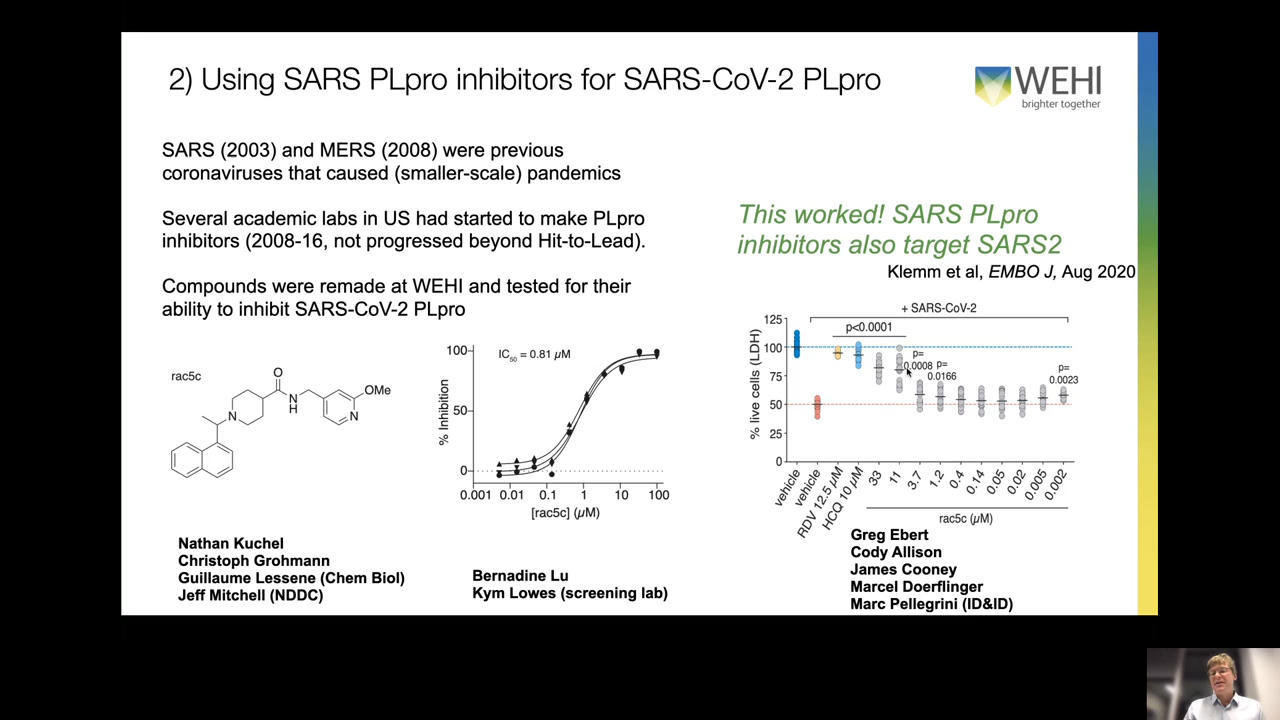 2) Using SARS PLpro inhibitors for SARS-CoV-2 PLpro
WEHI
brighter together
SARS (2003) and MERS (2008) were previous
coronaviruses that caused (smaller-scale) pandemics
Several academic labs in US had started to make PLpro
inhibitors (2008-16, not progressed beyond Hit-to-Lead).
Compounds were remade at WEHI and tested for their
ability to inhibit SARS-CoV-2 PLpro
This worked! SARS PLpro
inhibitors also target SARS2
Klemm et al, EMBO J, Aug 2020
rac5c
O
N
H
N
OMe
N
% Inhibition
100
50
0
IC50 = 0.81 µM
0.001 0.01 0.1 1 10 100
[rac5c] (µM)
+ SARS-CoV-2
p<0.0001
p=
0.0008
p=
0.0166
p=
0.0023
% live cells (LDH)
125
100
75
50
25
0
vehicle
vehicle
RDV 12.5 µM
HCQ 10 µM
33
11
3.7
1.2
0.4
0.14
0.05
0.02
0.005
0.002
rac5c (µM)
Nathan Kuchel
Christoph Grohmann
Guillaume Lessene (Chem Biol)
Jeff Mitchell (NDDC)
Bernadine Lu
Kym Lowes (screening lab)
Greg Ebert
Cody Allison
James Cooney
Marcel Doerflinger
Marc Pellegrini (ID&ID)